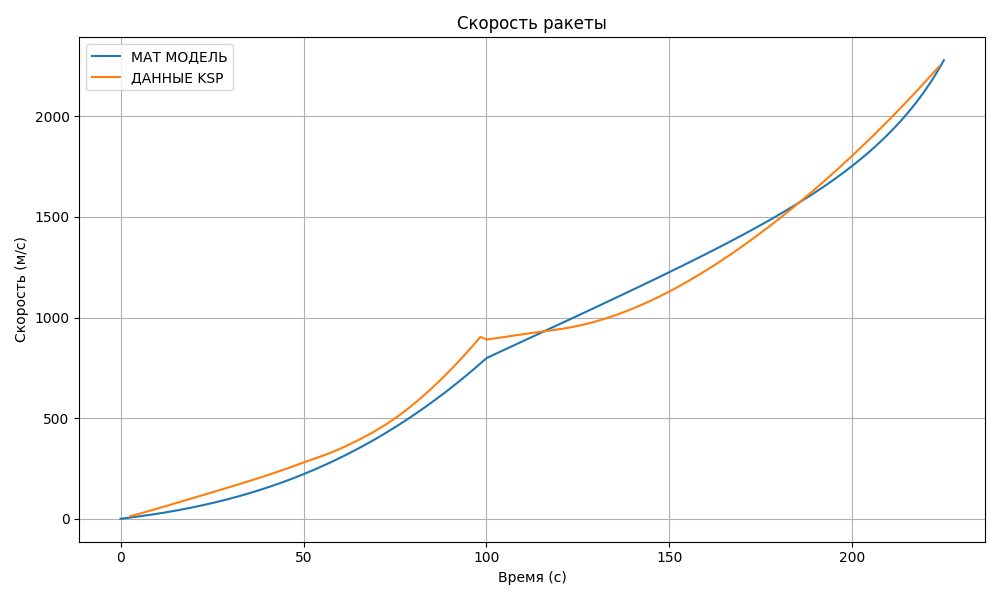 Скорость ракеты
МАТ МОДЕЛЬ
ДАННЫЕ KSP
Скорость (м/с)
2000
1500
1000
500
0
0 50 100 150 200
Время (с)